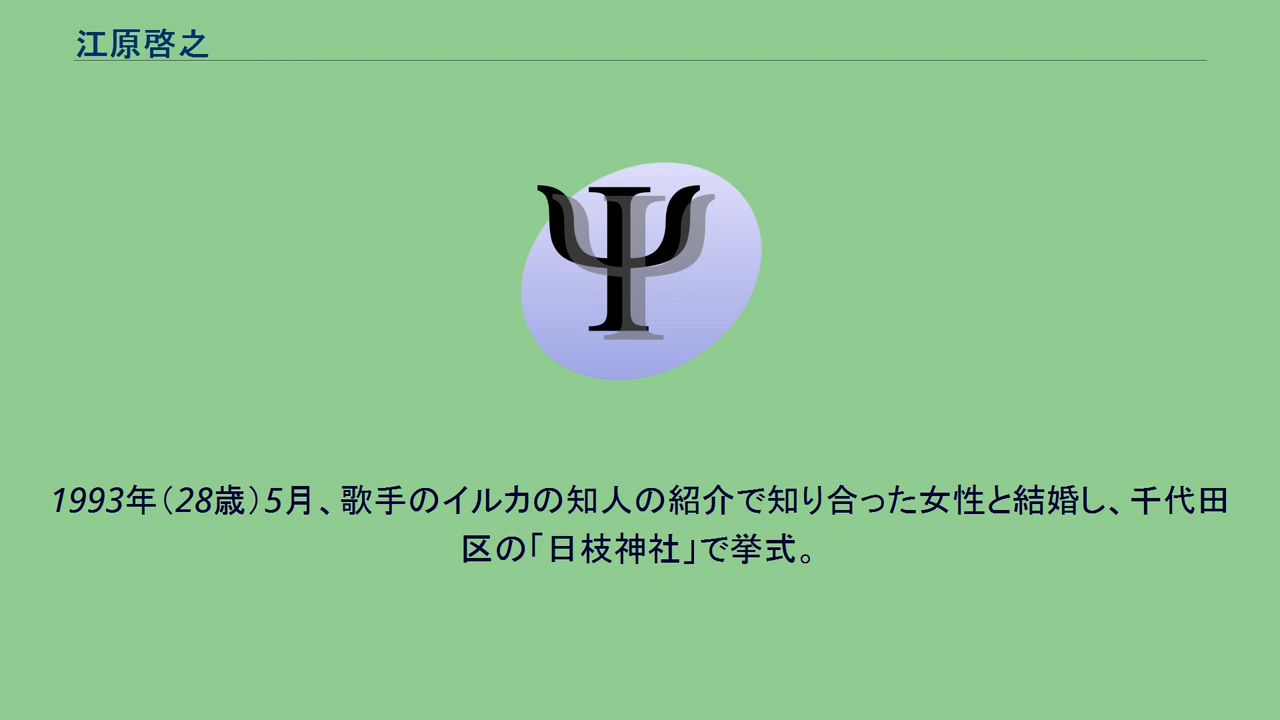 江原啓之
Ψ
1993年（28歳）5月、歌手のイルカの知人の紹介で知り合った女性と結婚し、千代田
区の「日枝神社」で挙式。